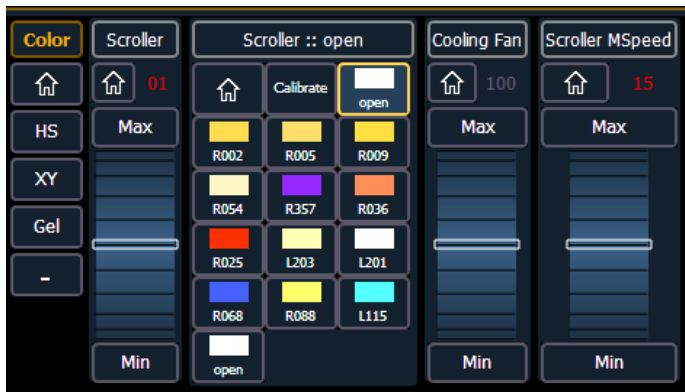 Color
Scroller
Scroller :: open
Cooling Fan
Scroller MSpeed
01
Calibrate
open
100
15
HS
Max
R002
R005
R009
Max
Max
XY
R054
R357
R036
Gel
R025
L203
L201
-
R068
R088
L115
Min
open
Min
Min